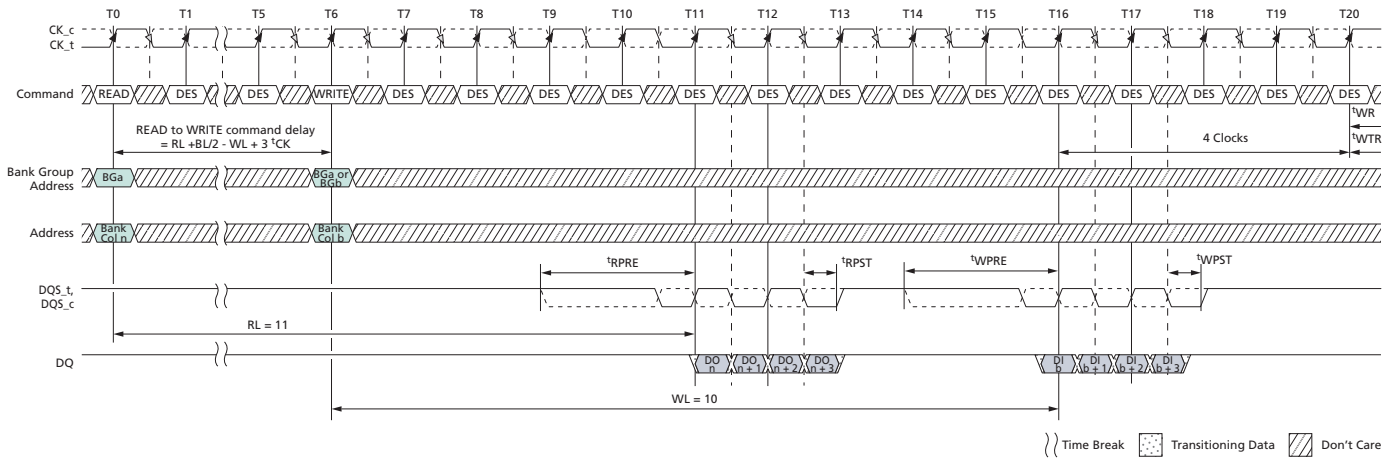 T0 T1 T5 T6 T7 T8 T9 T10 T11 T12 T13 T14 T15 T16 T17 T18 T19 T20
CK_c
CK_t
Command READ DES DES WRITE DES DES DES DES DES DES DES DES DES DES DES DES DES DES
tWR
READ to WRITE command delay
= RL +BL/2 - WL + 3 tCK
4 Clocks
tWTR
Bank Group
Address
BGa
BGa or
BGb
Address
Bank
Col n
Bank
Col b
tRPRE
tRPST
tWPRE
tWPST
DQS_t,
DQS_c
RL = 11
DQ
DO
n
DO
n + 1
DO
n + 2
DO
n + 3
DI
b
DI
b + 1
DI
b + 2
DI
b + 3
WL = 10
Time Break Transitioning Data Don't Care